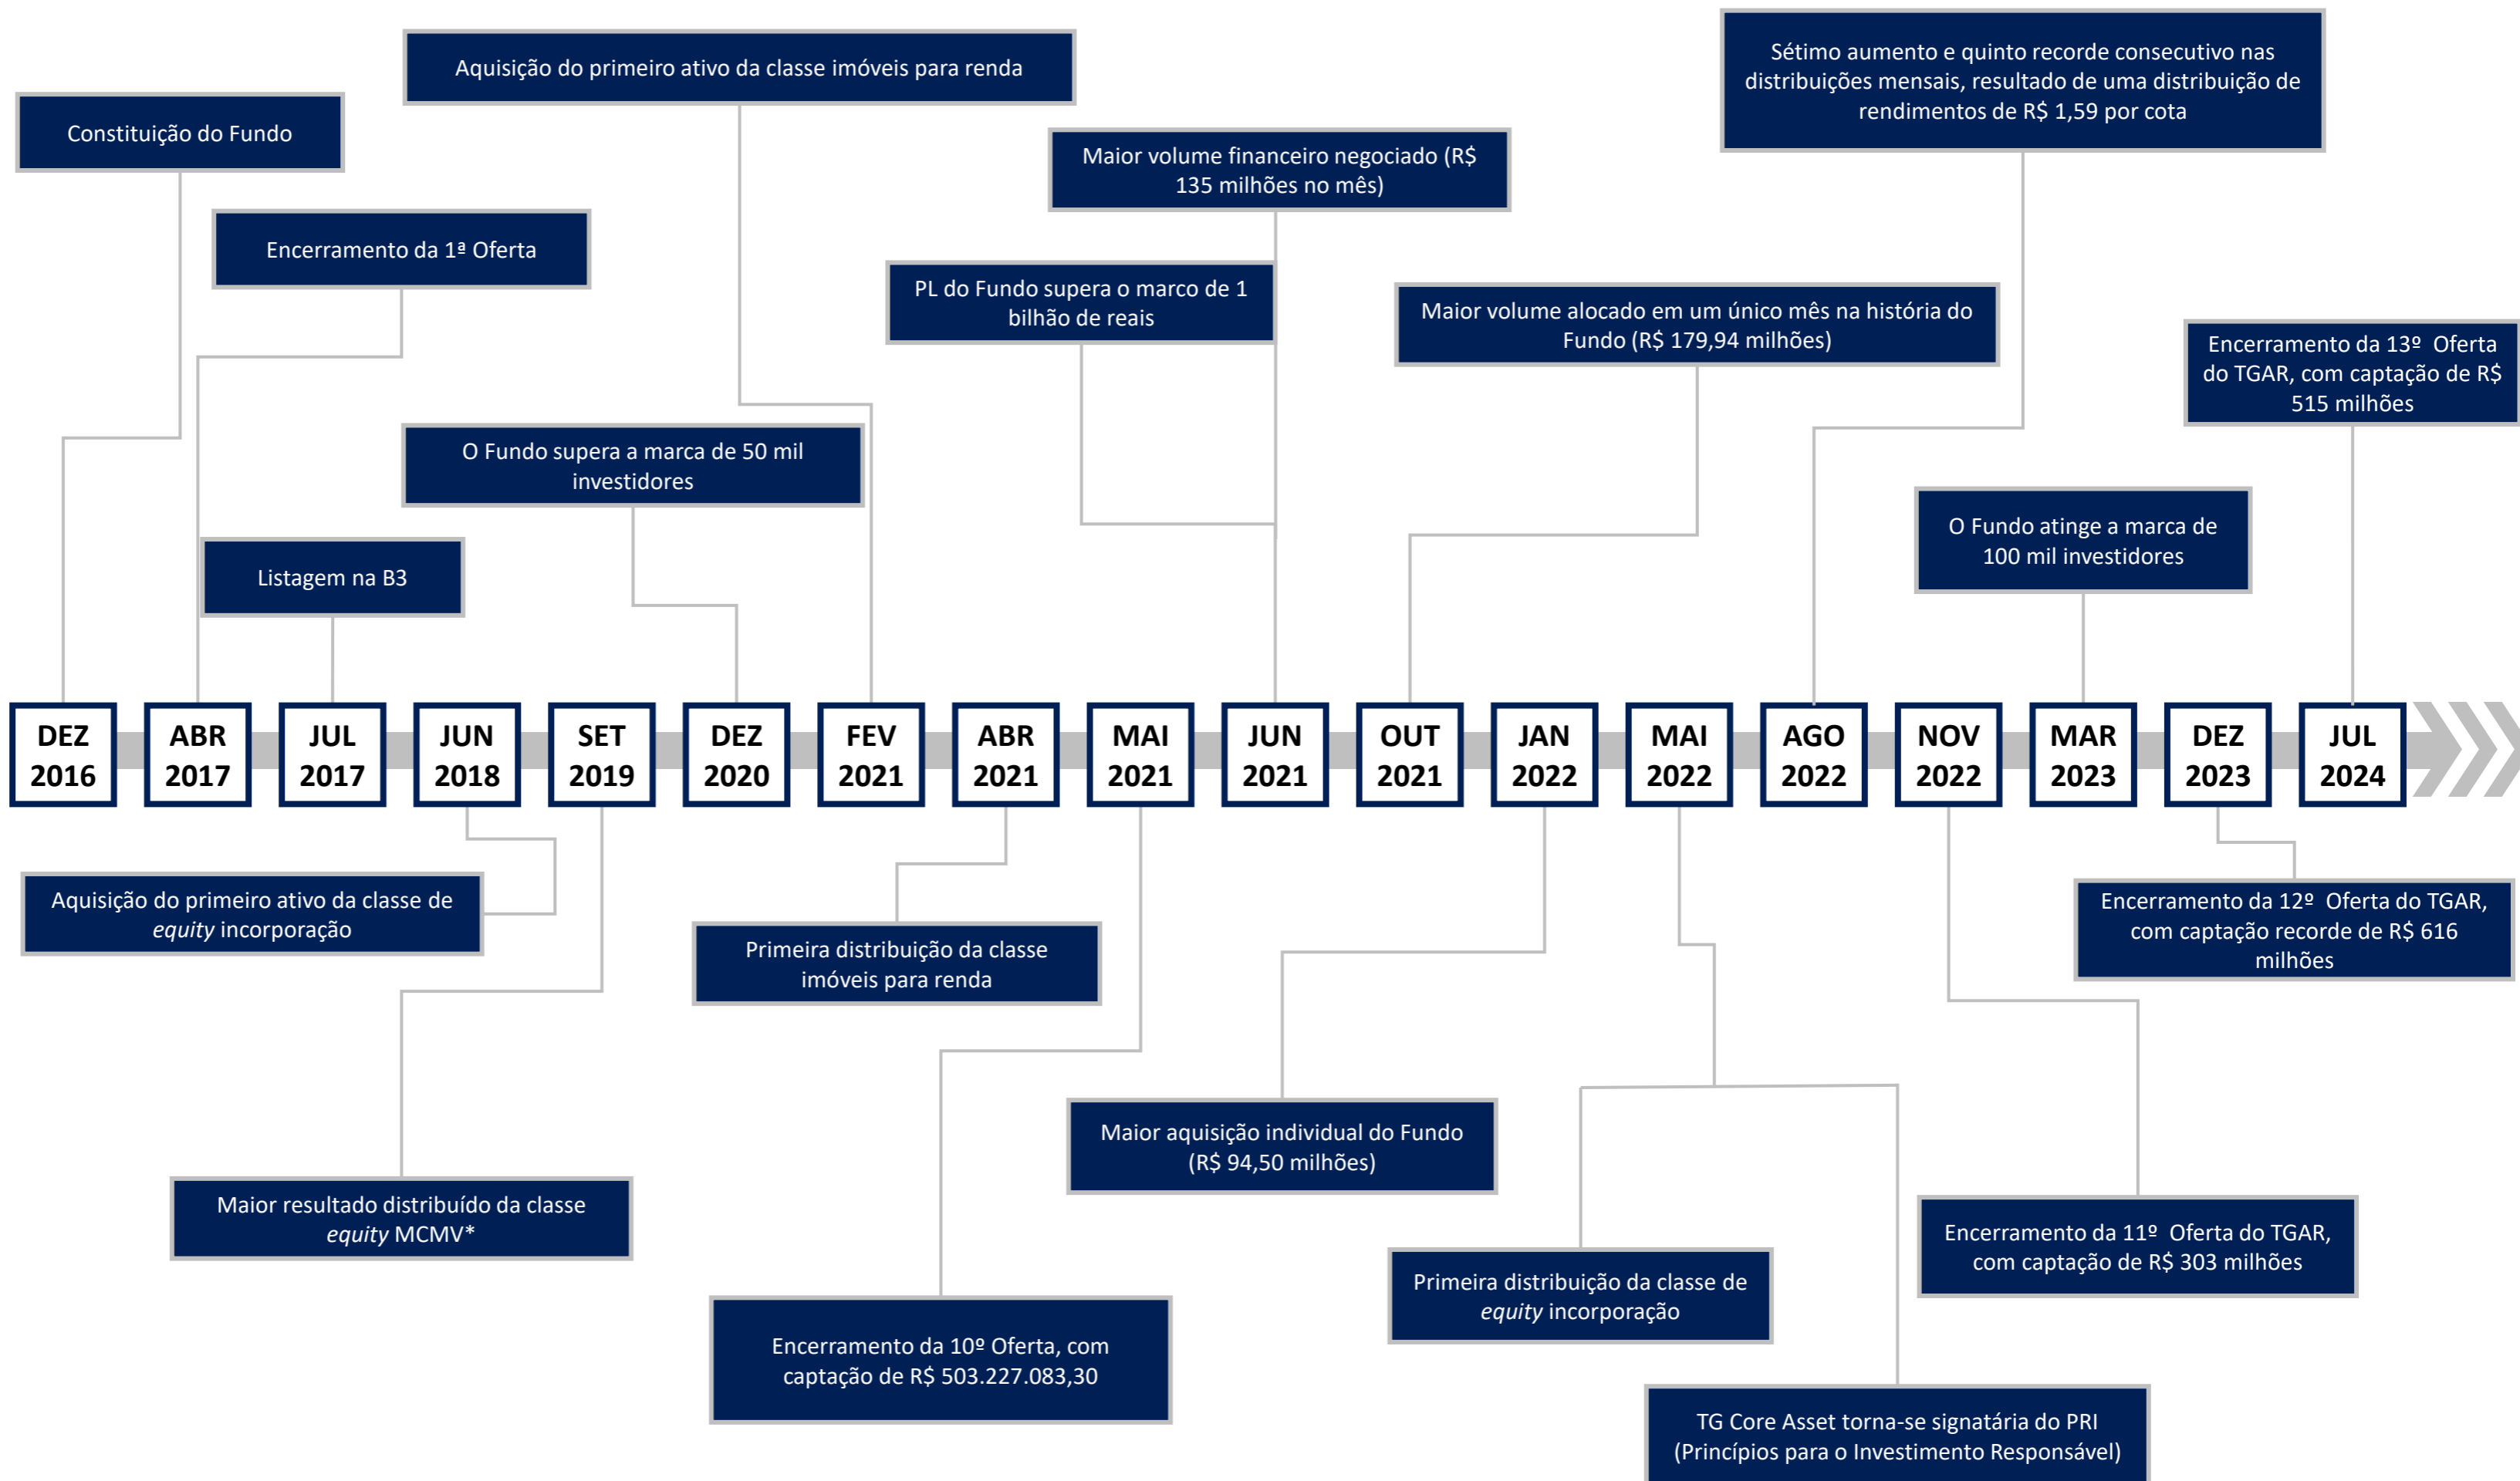 Constituição do Fundo
Aquisição do primeiro ativo da classe imóveis para renda
Sétimo aumento e quinto recorde consecutivo nas
distribuições mensais, resultado de uma distribuição de
rendimentos de R$ 1,59 por cota
Maior volume financeiro negociado (R$
135 milhões no mês)
Encerramento da 1ª Oferta
PL do Fundo supera o marco de 1
bilhão de reais
Maior volume alocado em um único mês na história do
Fundo (R$ 179,94 milhões)
Encerramento da 13º Oferta
do TGAR, com captação de R$
515 milhões
O Fundo supera a marca de 50 mil
investidores
O Fundo atinge a marca de
100 mil investidores
Listagem na B3
DEZ
2016
ABR
2017
JUL
2017
JUN
2018
SET
2019
DEZ
2020
FEV
2021
ABR
2021
MAI
2021
JUN
2021
OUT
2021
JAN
2022
MAI
2022
AGO
2022
NOV
2022
MAR
2023
DEZ
2023
JUL
2024
Aquisição do primeiro ativo da classe de
equity incorporação
Primeira distribuição da classe
imóveis para renda
Encerramento da 12º Oferta do TGAR,
com captação recorde de R$ 616
milhões
Maior aquisição individual do Fundo
(R$ 94,50 milhões)
Maior resultado distribuído da classe
equity MCMV*
Encerramento da 11º Oferta do TGAR,
com captação de R$ 303 milhões
Primeira distribuição da classe de
equity incorporação
Encerramento da 10º Oferta, com
captação de R$ 503.227.083,30
TG Core Asset torna-se signatária do PRI
(Princípios para o Investimento Responsável)